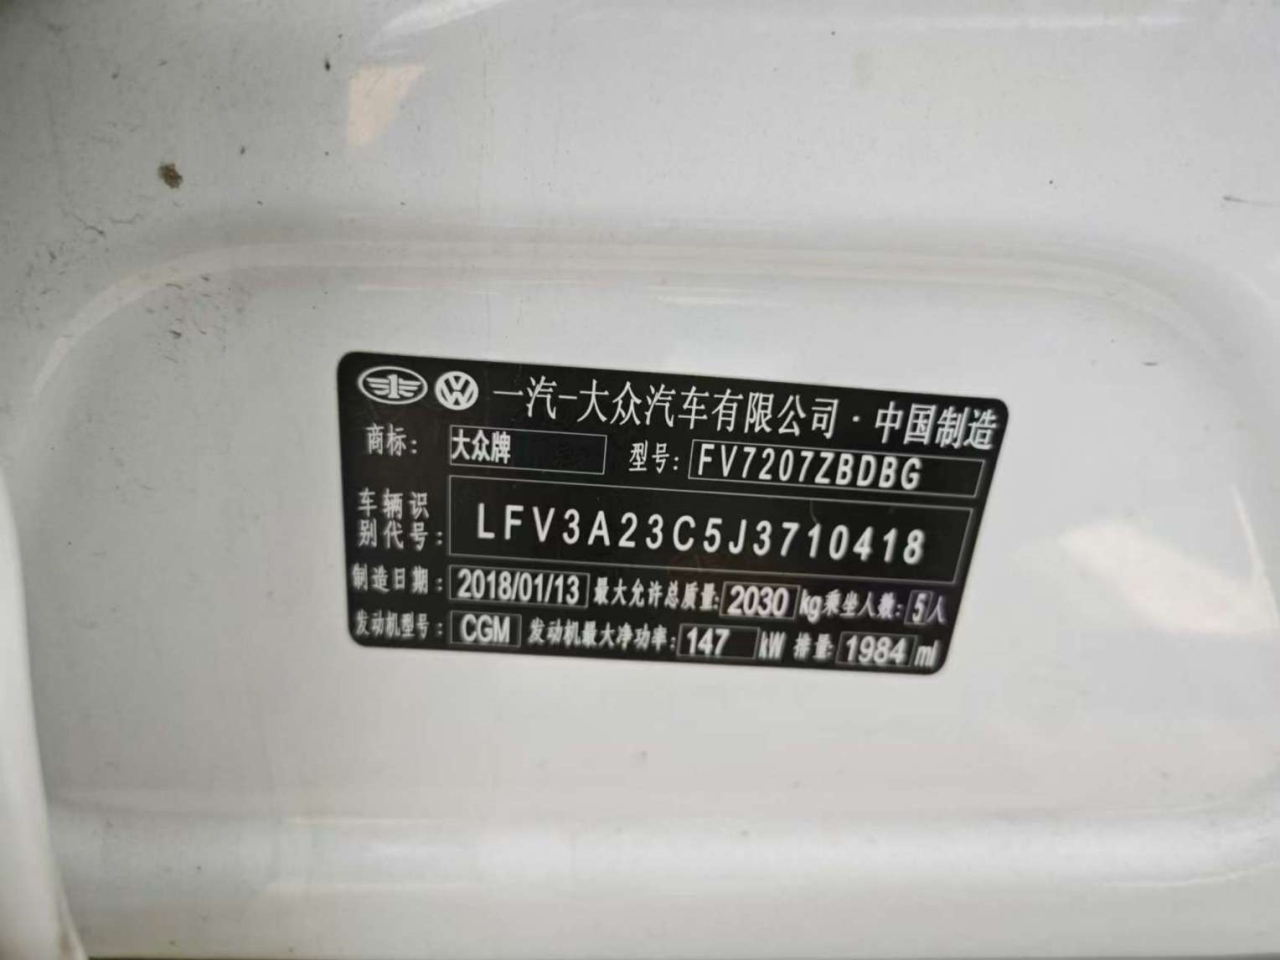 一汽-大众汽车有限公司·中国制造
商标: 大众牌 型号: FV7207ZBDBG
车辆识别代号: LFV3A23C5J3710418
制造日期: 2018/01/13 最大允许总质量: 2030 kg 乘坐人数: 5人
发动机型号: CGM 发动机最大净功率: 147 kW 排量: 1984 ml